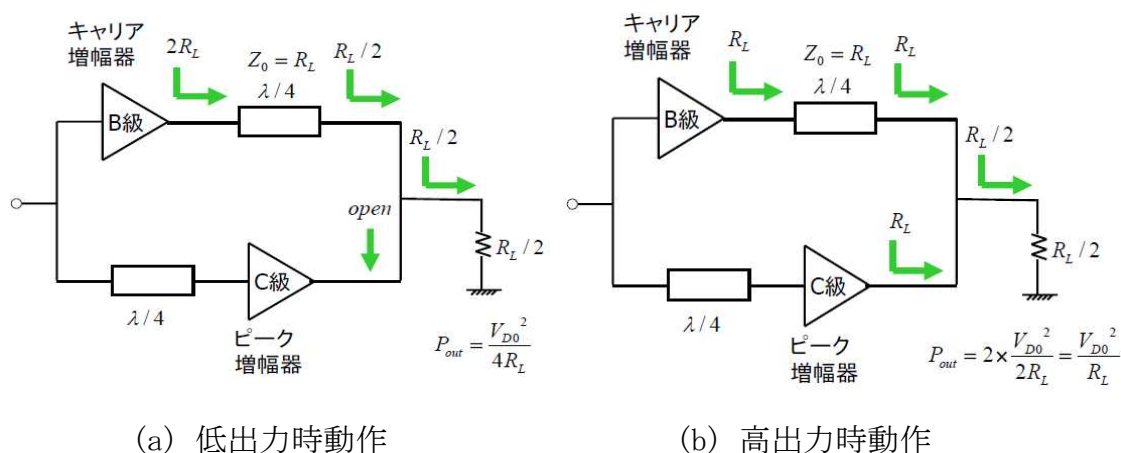 キャリア
増幅器
2R_L
Z_0 = R_L
λ/4
R_L / 2
B級
R_L / 2
open
R_L / 2
C級
λ/4
ピーク
増幅器
P_out = V_D0^2 / 4R_L
(a) 低出力時動作
キャリア
増幅器
R_L
Z_0 = R_L
λ/4
R_L
B級
R_L / 2
R_L
R_L / 2
C級
λ/4
ピーク
増幅器
P_out = 2 × V_D0^2 / 2R_L = V_D0^2 / R_L
(b) 高出力時動作